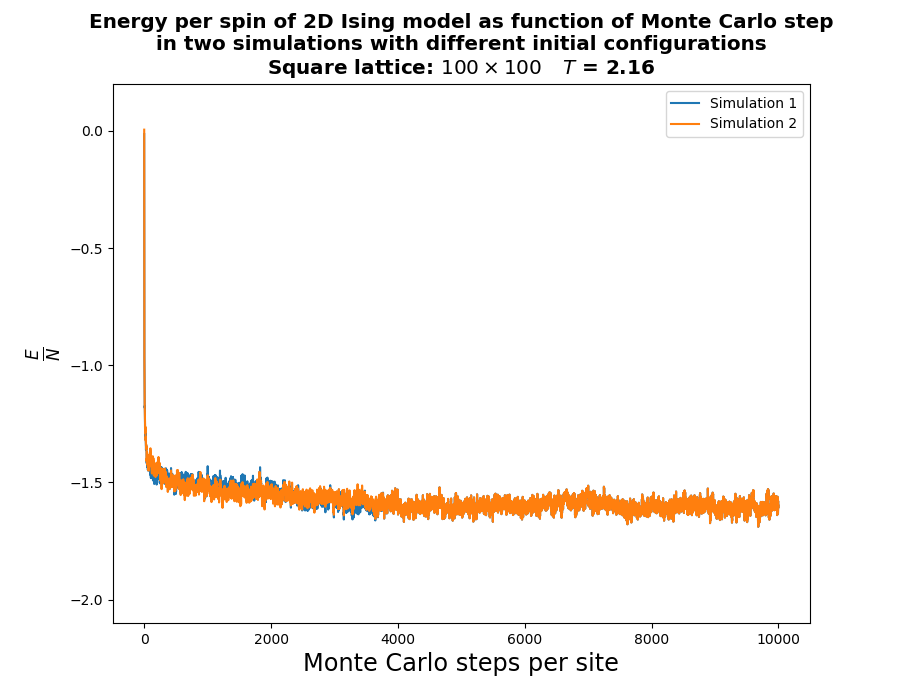 Energy per spin of 2D Ising model as function of Monte Carlo step
in two simulations with different initial configurations
Square lattice: 100 × 100 T = 2.16
Simulation 1
Simulation 2
0.0
−0.5
−1.0
−1.5
−2.0
E
N
0 2000 4000 6000 8000 10000
Monte Carlo steps per site